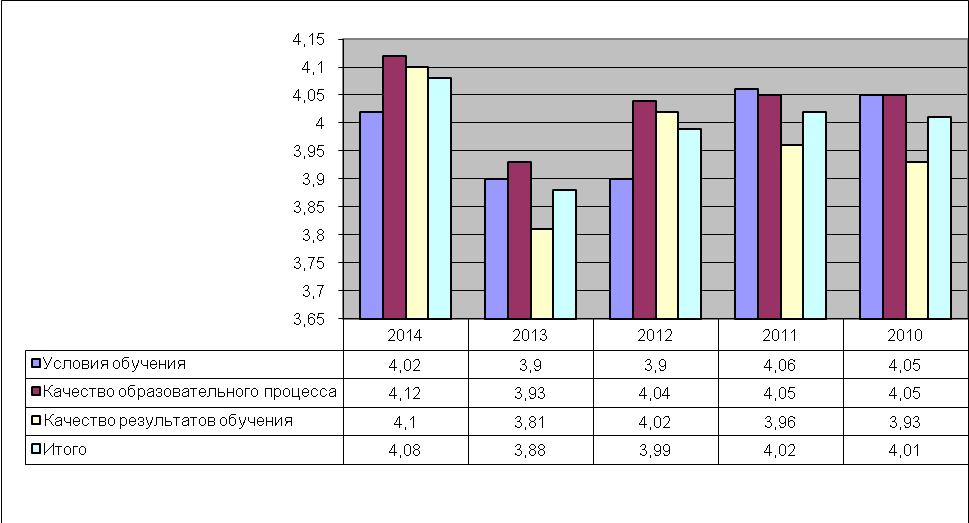 4,15
4,1
4,05
4
3,95
3,9
3,85
3,8
3,75
3,7
3,65
2014 2013 2012 2011 2010
Условия обучения 4,02 3,9 3,9 4,06 4,05
Качество образовательного процесса 4,12 3,93 4,04 4,05 4,05
Качество результатов обучения 4,1 3,81 4,02 3,96 3,93
Итого 4,08 3,88 3,99 4,02 4,01